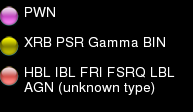 PWN
XRB PSR Gamma BIN
HBL IBL FRI FSRQ LBL
AGN (unknown type)